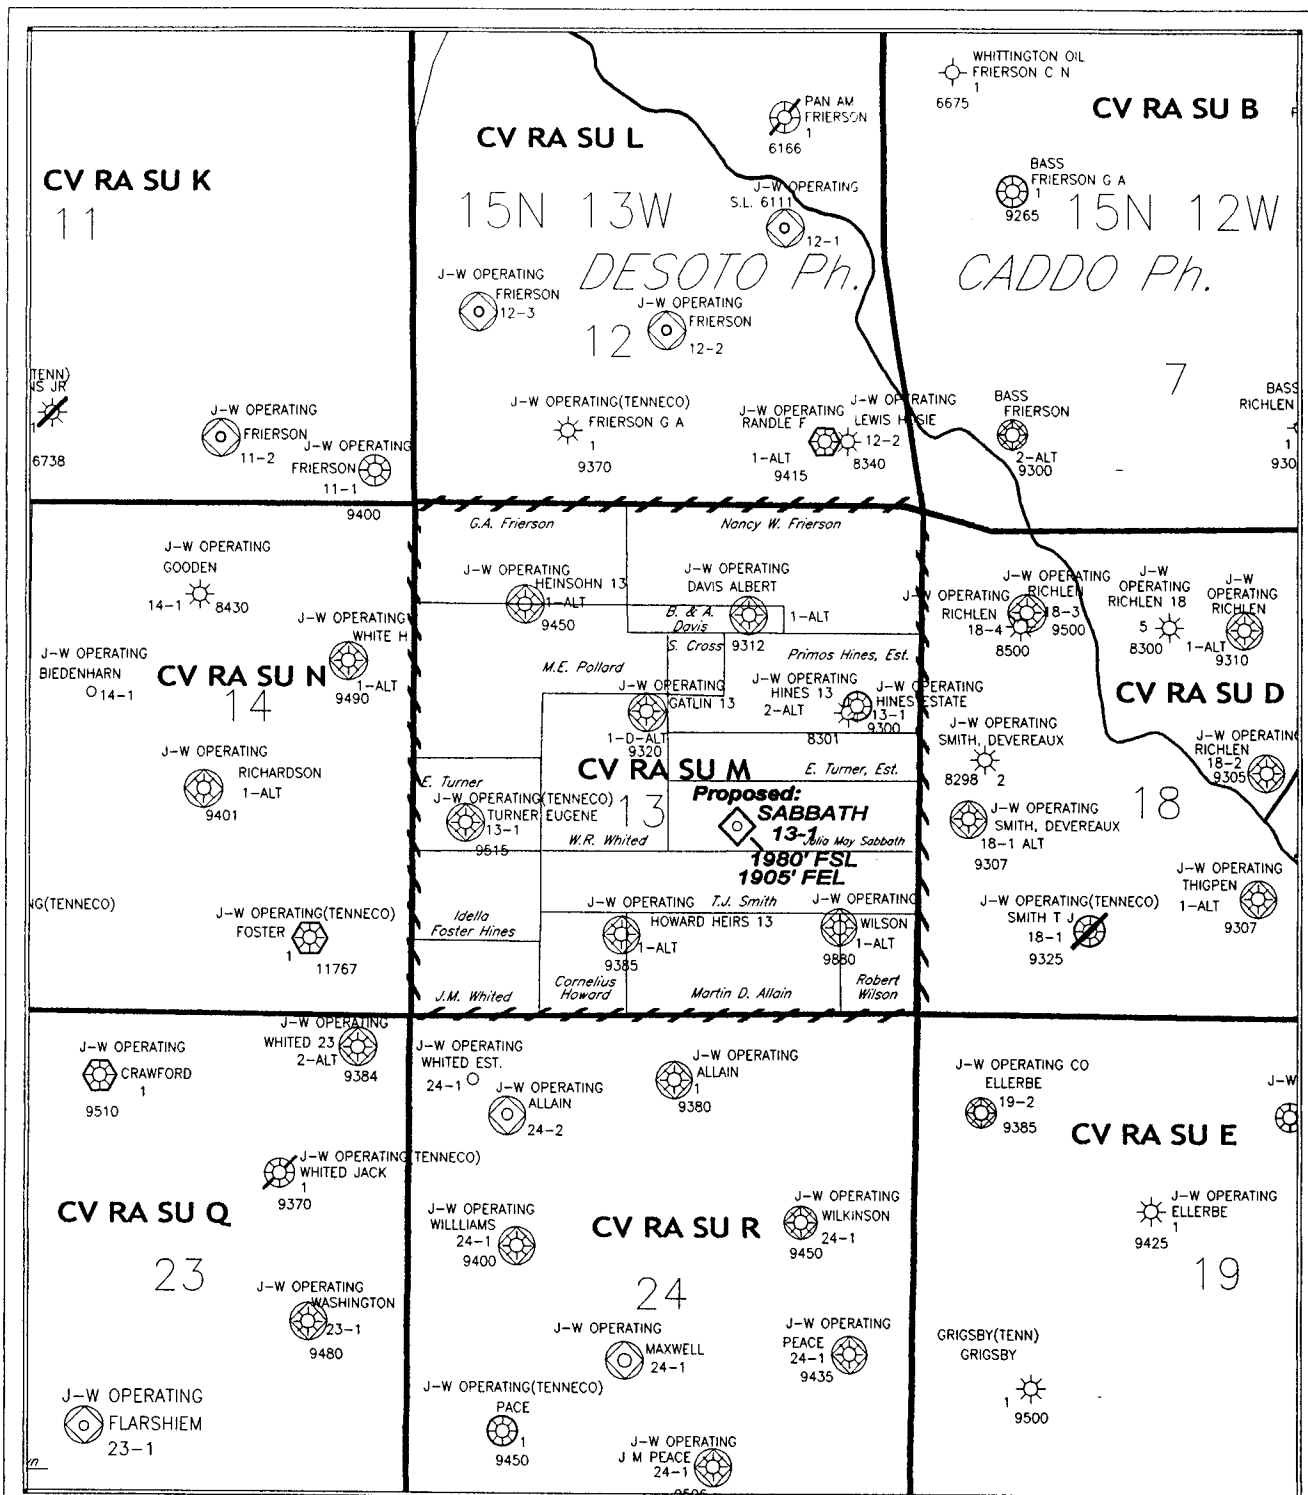 WHITTINGTON OIL
FRIERSON C N
1
6675
CV RA SU B
PAN AM
FRIERSON
1
6166
CV RA SU L
CV RA SU K
11
BASS
FRIERSON G A
1
9265
15N 13W
15N 12W
J-W OPERATING
S.L. 6111
12-1
DESOTO Ph.
CADDO Ph.
J-W OPERATING
FRIERSON
12-3
J-W OPERATING
FRIERSON
12-2
12
7
(TENN)
NS JR
1
6738
J-W OPERATING
FRIERSON
11-2
J-W OPERATING
FRIERSON
11-1
9400
J-W OPERATING(TENNECO)
FRIERSON G A
1
9370
J-W OPERATING
RANDLE F
1-ALT
9415
J-W OPERATING
12-2
8340
BASS
FRIERSON
2-ALT
9300
BASS
RICHLEN
1
930
G.A. Frierson
Nancy W. Frierson
J-W OPERATING
GOODEN
14-1
8430
J-W OPERATING
HEINSOHN 13
1-ALT
9450
J-W OPERATING
DAVIS ALBERT
1-ALT
9312
B. & A.
Davis
S. Cross
Primos Hines, Est.
M.E. Pollard
J-W OPERATING
RICHLEN
18-4
8500
J-W OPERATING
RICHLEN
18-3
9500
J-W
OPERATING
RICHLEN 18
5
8300
J-W
OPERATING
RICHLEN
1-ALT
9310
J-W OPERATING
WHITE H
1-ALT
9490
J-W OPERATING
BIEDENHARN
14-1
CV RA SU N
14
J-W OPERATING
GATLIN 13
1-D-ALT
9320
J-W OPERATING
HINES 13
2-ALT
8301
J-W OPERATING
HINES ESTATE
13-1
9300
CV RA SU D
18
J-W OPERATING
SMITH, DEVEREAUX
8298
2
J-W OPERATING
RICHLEN
18-2
9305
J-W OPERATING
RICHARDSON
1-ALT
9401
E. Turner
CV RA SU M
13
E. Turner, Est.
J-W OPERATING(TENNECO)
TURNER EUGENE
13-1
9515
W.R. Whited
Proposed:
SABBATH
13-1
Julia May Sabbath
1980' FSL
1905' FEL
J-W OPERATING
SMITH, DEVEREAUX
18-1 ALT
9307
J-W OPERATING
THIGPEN
1-ALT
9307
NG(TENNECO)
J-W OPERATING(TENNECO)
FOSTER
1
11767
Idella
Foster Hines
J-W OPERATING
HOWARD HEIRS 13
1-ALT
9385
T.J. Smith
J-W OPERATING
WILSON
1-ALT
9880
J-W OPERATING(TENNECO)
SMITH T J
18-1
9325
J.M. Whited
Cornelius
Howard
Martin D. Allain
Robert
Wilson
J-W OPERATING
CRAWFORD
1
9510
J-W OPERATING
WHITED 23
2-ALT
9384
J-W OPERATING
WHITED EST.
24-1
J-W OPERATING
ALLAIN
24-2
J-W OPERATING
ALLAIN
1
9380
J-W OPERATING CO
ELLERBE
19-2
9385
J-W
CV RA SU E
J-W OPERATING(TENNECO)
WHITED JACK
1
9370
CV RA SU Q
23
J-W OPERATING
WILLLIAMS
24-1
9400
CV RA SU R
24
J-W OPERATING
WILKINSON
24-1
9450
J-W OPERATING
ELLERBE
1
9425
19
J-W OPERATING
WASHINGTON
23-1
9480
J-W OPERATING
MAXWELL
24-1
J-W OPERATING
PEACE
24-1
9435
GRIGSBY(TENN)
GRIGSBY
1
9500
J-W OPERATING
FLARSHIEM
23-1
J-W OPERATING(TENNECO)
PACE
1
9450
J-W OPERATING
J M PEACE
24-1